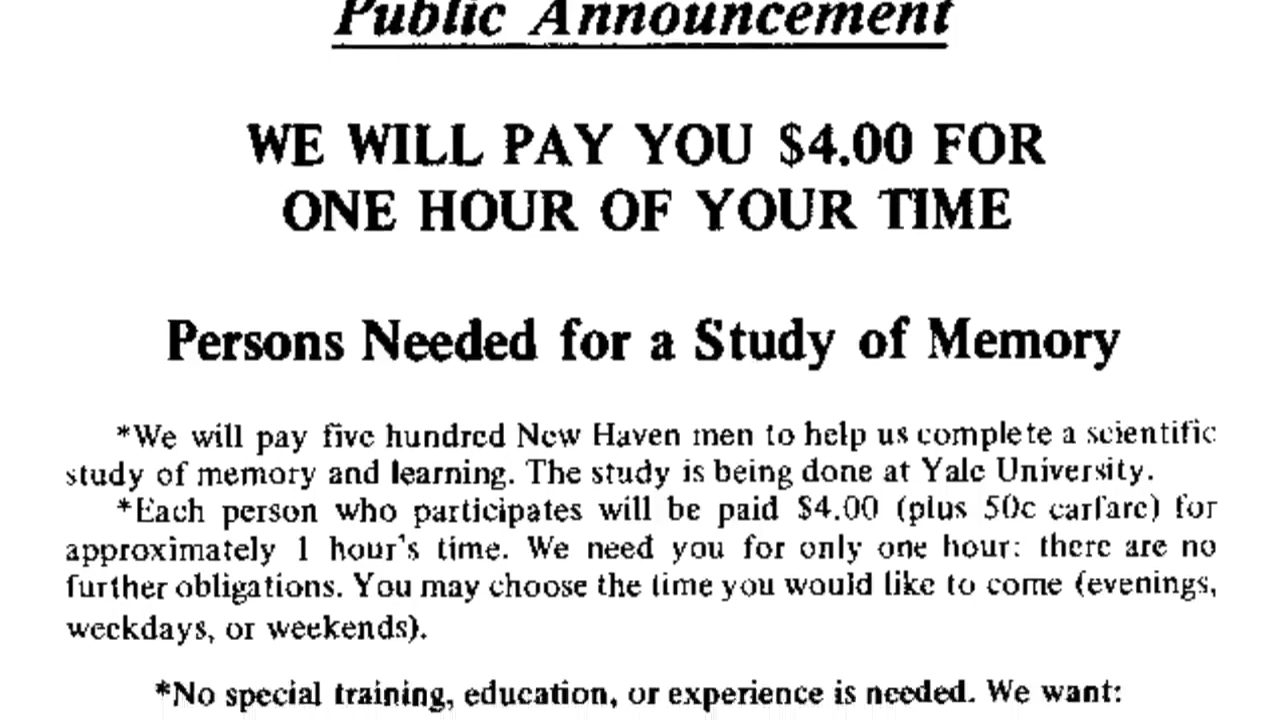 Public Announcement
WE WILL PAY YOU $4.00 FOR
ONE HOUR OF YOUR TIME
Persons Needed for a Study of Memory
*We will pay five hundred New Haven men to help us complete a scientific
study of memory and learning. The study is being done at Yale University.
*Each person who participates will be paid $4.00 (plus 50c carfare) for
approximately 1 hour's time. We need you for only one hour: there are no
further obligations. You may choose the time you would like to come (evenings,
weekdays, or weekends).
*No special training, education, or experience is needed. We want: